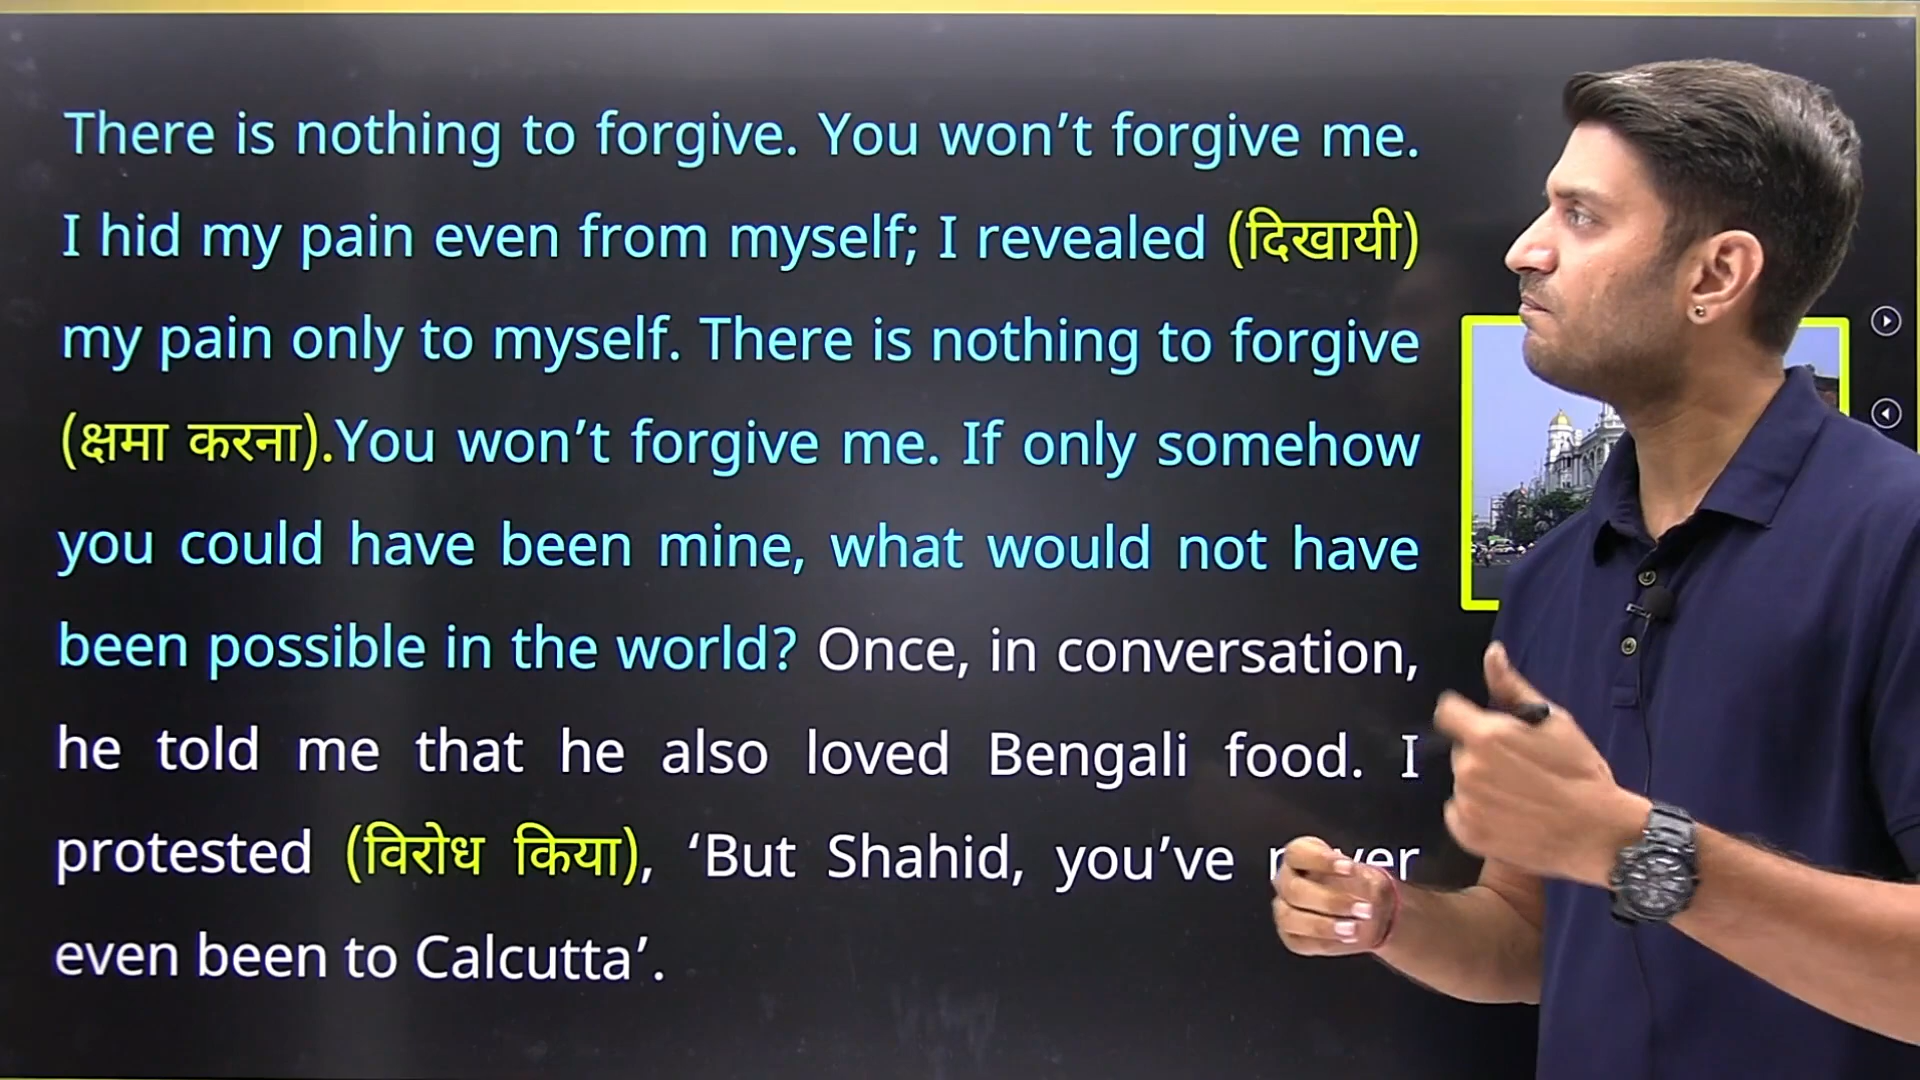 There is nothing to forgive. You won’t forgive me.
I hid my pain even from myself; I revealed (दिखायी)
my pain only to myself. There is nothing to forgive
(क्षमा करना).You won’t forgive me. If only somehow
you could have been mine, what would not have
been possible in the world? Once, in conversation,
he told me that he also loved Bengali food. I
protested (विरोध किया), ‘But Shahid, you’ve never
even been to Calcutta’.